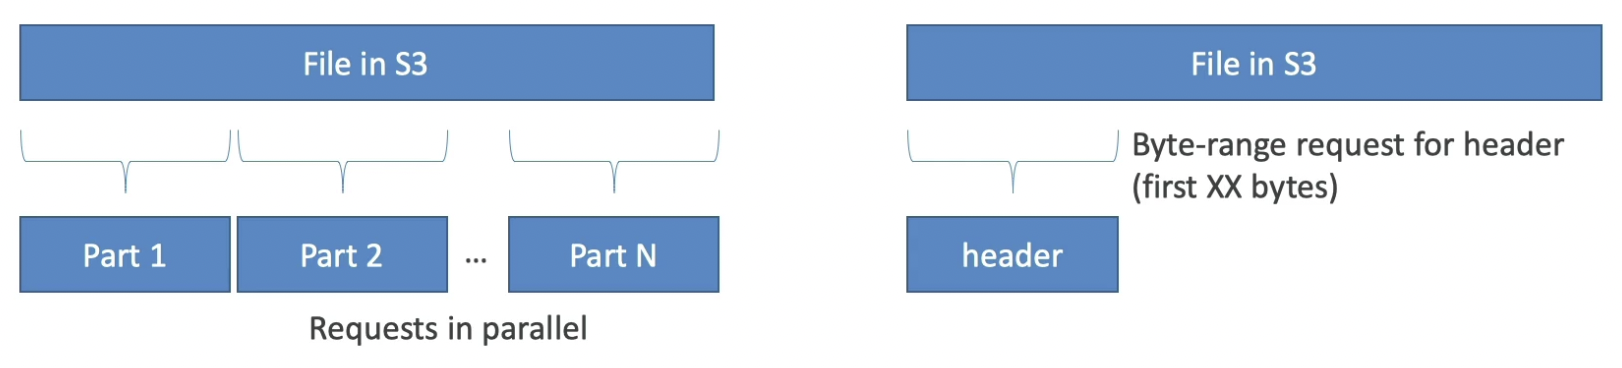 File in S3
Part 1
Part 2
...
Part N
Requests in parallel
File in S3
Byte-range request for header
(first XX bytes)
header